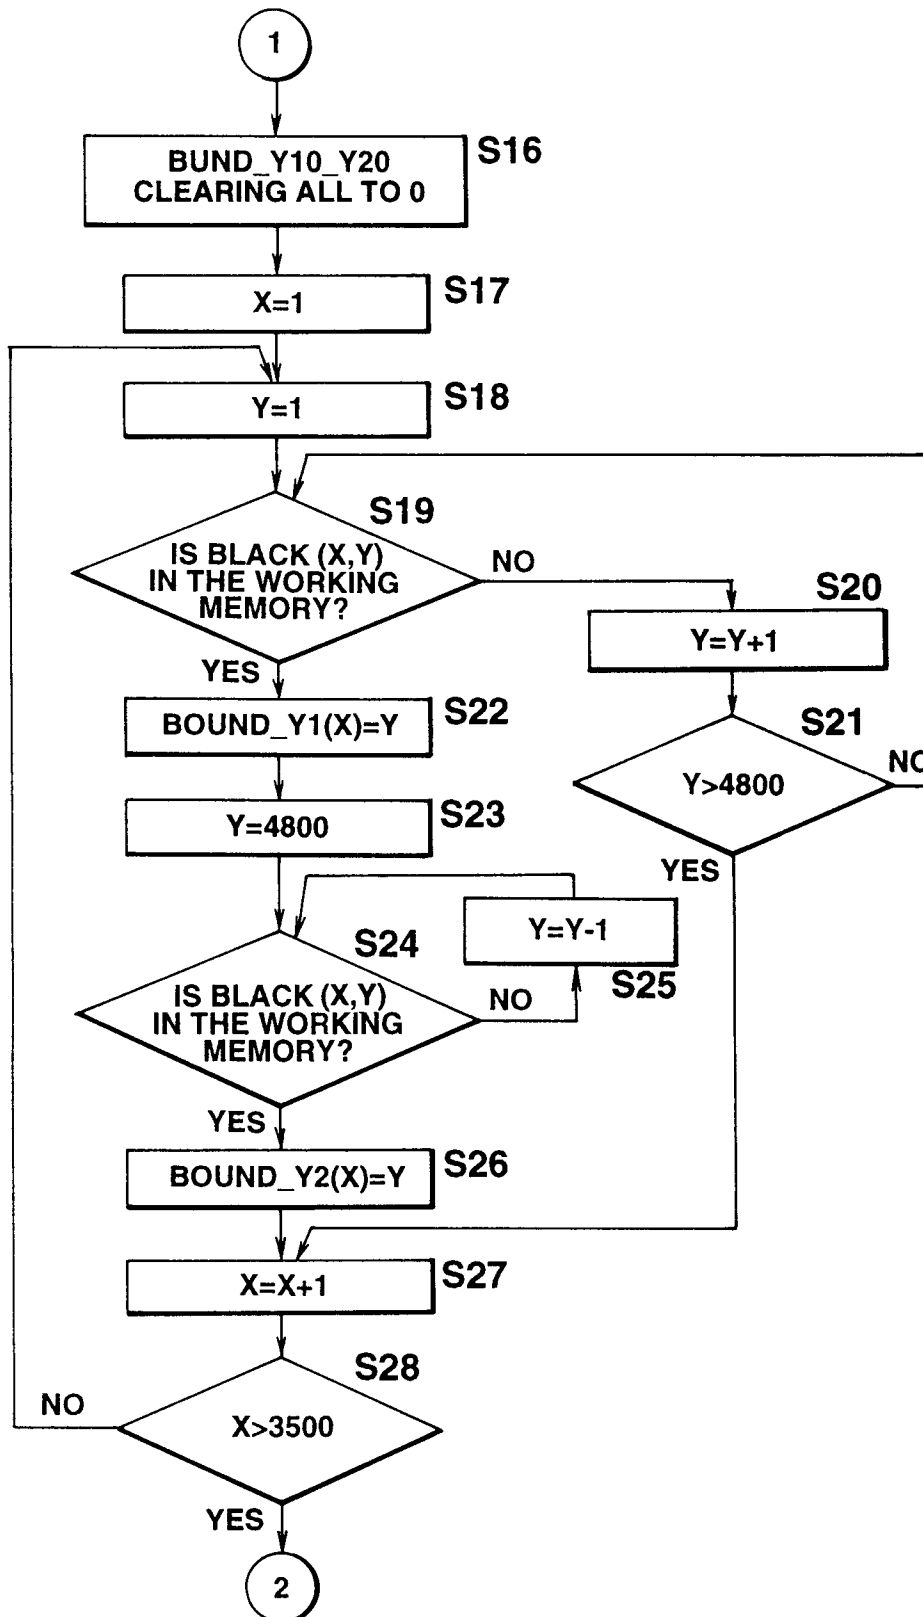 1
BUND_Y10_Y20
CLEARING ALL TO 0
S16
X=1
S17
Y=1
S18
S19
IS BLACK (X,Y)
IN THE WORKING
MEMORY?
NO
YES
S20
Y=Y+1
S21
Y>4800
NO
YES
BOUND_Y1(X)=Y
S22
Y=4800
S23
S24
IS BLACK (X,Y)
IN THE WORKING
MEMORY?
NO
YES
Y=Y-1
S25
BOUND_Y2(X)=Y
S26
X=X+1
S27
S28
X>3500
NO
YES
2